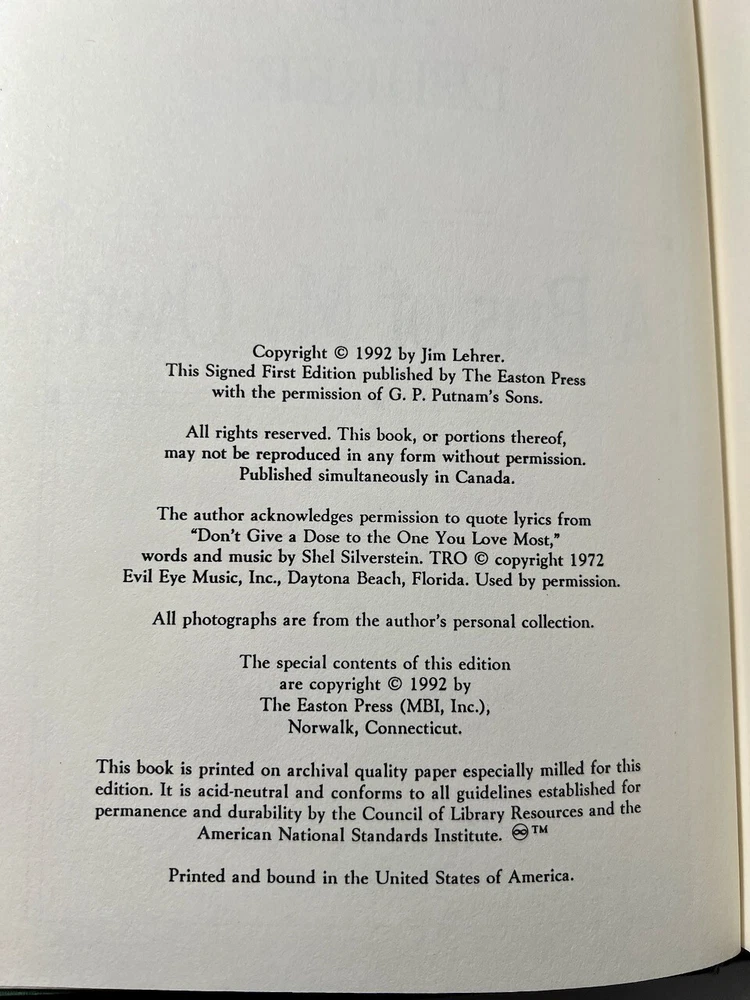 Copyright © 1992 by Jim Lehrer.
This Signed First Edition published by The Easton Press
with the permission of G. P. Putnam's Sons.
All rights reserved. This book, or portions thereof,
may not be reproduced in any form without permission.
Published simultaneously in Canada.
The author acknowledges permission to quote lyrics from
"Don't Give a Dose to the One You Love Most,"
words and music by Shel Silverstein. TRO © copyright 1972
Evil Eye Music, Inc., Daytona Beach, Florida. Used by permission.
All photographs are from the author's personal collection.
The special contents of this edition
are copyright © 1992 by
The Easton Press (MBI, Inc.),
Norwalk, Connecticut.
This book is printed on archival quality paper especially milled for this
edition. It is acid-neutral and conforms to all guidelines established for
permanence and durability by the Council of Library Resources and the
American National Standards Institute. ♾™
Printed and bound in the United States of America.